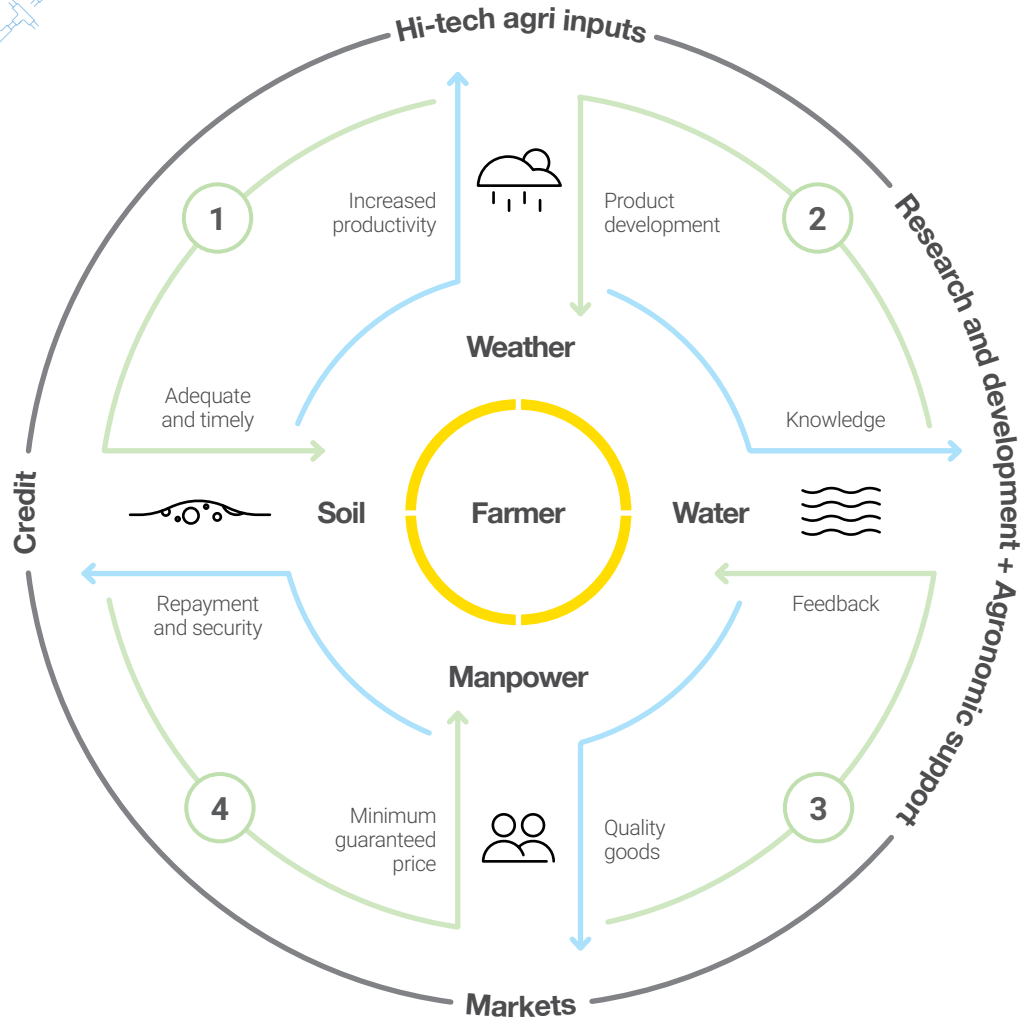 Hi-tech agri inputs
1
Increased
productivity
Product
development
2
Research and development + Agronomic support
Weather
Adequate
and timely
Knowledge
Credit
Soil
Farmer
Water
Repayment
and security
Feedback
Manpower
4
Minimum
guaranteed
price
Quality
goods
3
Markets